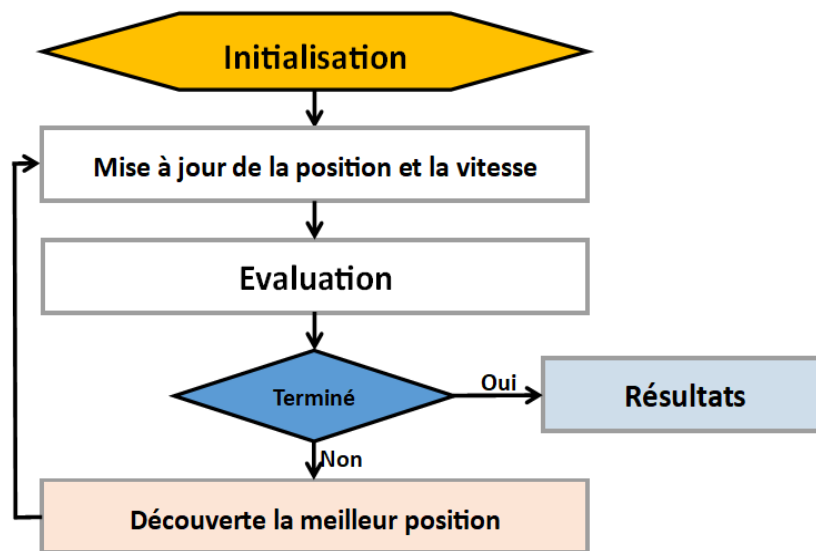 Initialisation
Mise à jour de la position et la vitesse
Evaluation
Terminé
Oui
Résultats
Non
Découverte la meilleur position